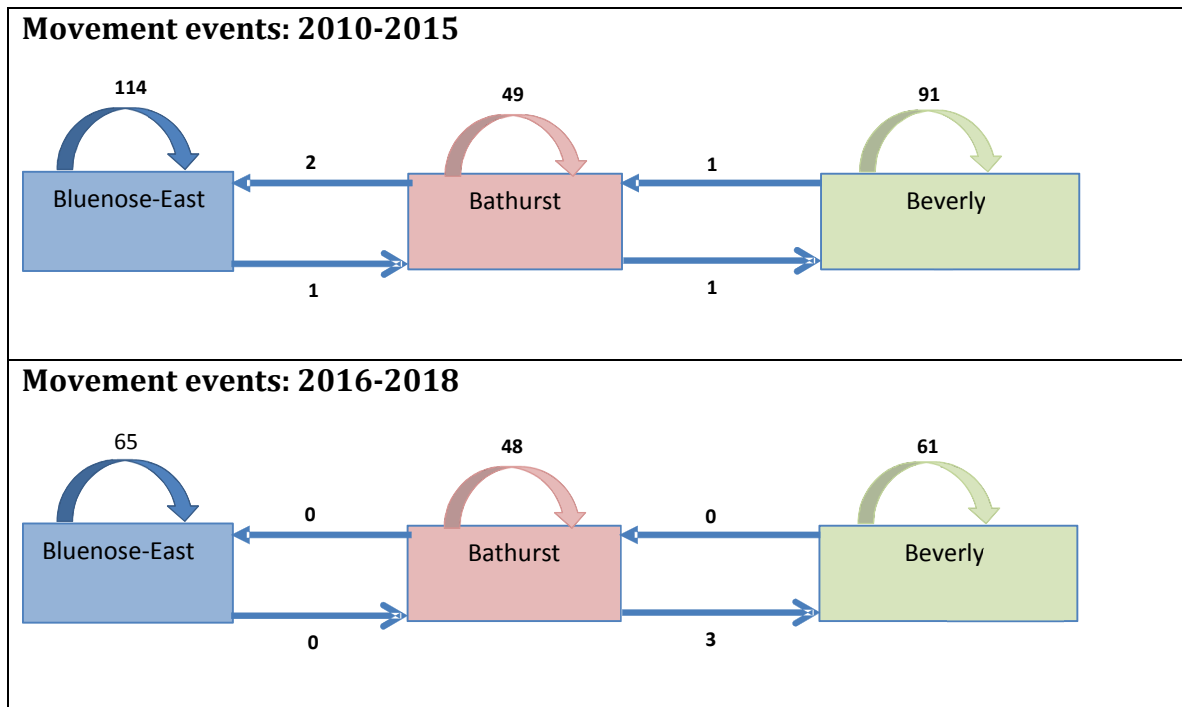 Movement events: 2010-2015
114
49
91
2
1
Bluenose-East
Bathurst
Beverly
1
1
Movement events: 2016-2018
65
48
61
0
0
Bluenose-East
Bathurst
Beverly
0
3